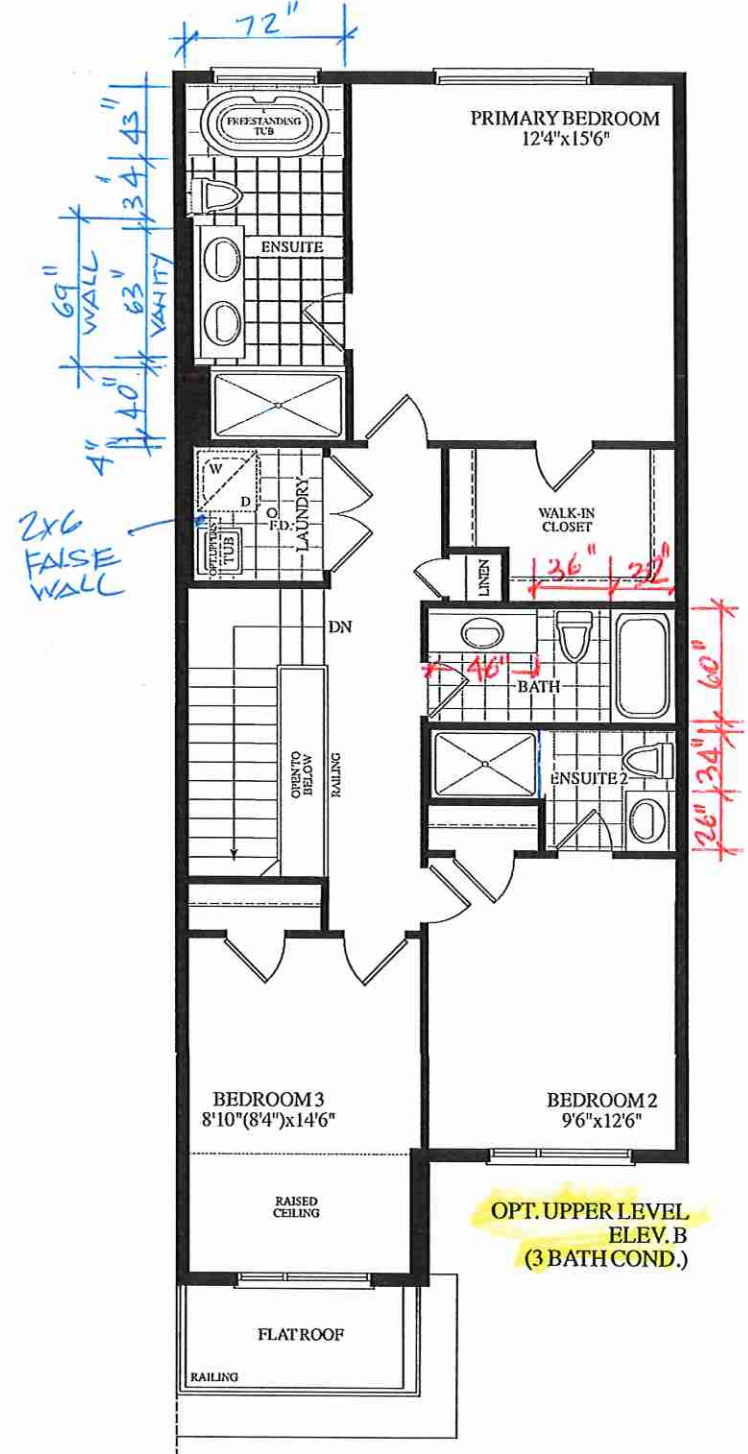 72"
43"
34"
69"
WALL
63"
VANITY
40"
4"
2x6
FALSE
WALL
FREESTANDING
TUB
ENSUITE
PRIMARY BEDROOM
12'4"x15'6"
W
D
O
F.D.
LAUNDRY
OPT.UPPERS
TUB
WALK-IN
CLOSET
LINEN
36"
32"
DN
46"
BATH
60"
OPEN TO
BELOW
RAILING
ENSUITE 2
34"
26"
BEDROOM 3
8'10"(8'4")x14'6"
BEDROOM 2
9'6"x12'6"
RAISED
CEILING
OPT. UPPER LEVEL
ELEV. B
(3 BATH COND.)
FLAT ROOF
RAILING